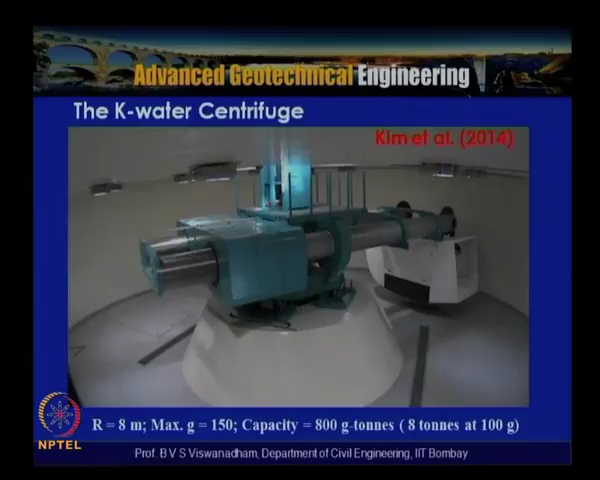 Advanced Geotechnical Engineering
The K-water Centrifuge
Kim et al. (2014)
R = 8 m; Max. g = 150; Capacity = 800 g-tonnes ( 8 tonnes at 100 g)
NPTEL
Prof. B V S Viswanadham, Department of Civil Engineering, IIT Bombay